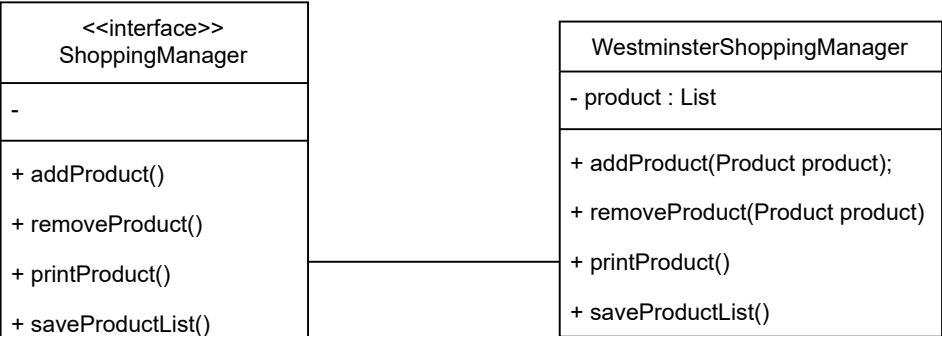 <<interface>>
ShoppingManager
-
+ addProduct()
+ removeProduct()
+ printProduct()
+ saveProductList()
WestminsterShoppingManager
- product : List
+ addProduct(Product product);
+ removeProduct(Product product)
+ printProduct()
+ saveProductList()